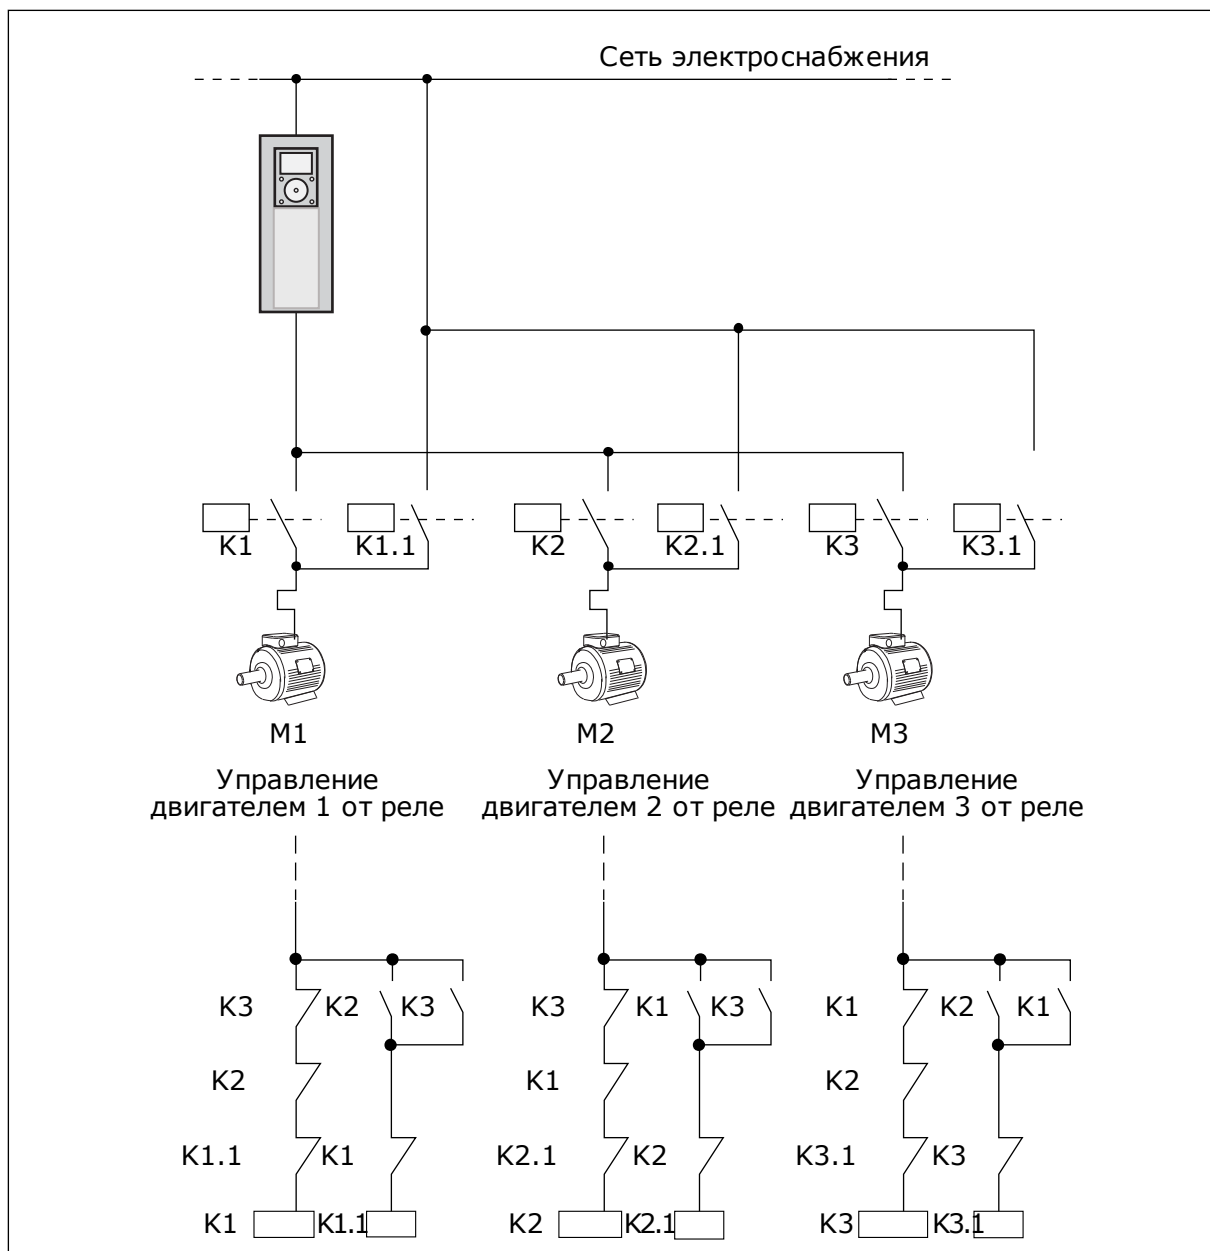 Сеть электроснабжения
K1 K1.1 K2 K2.1 K3 K3.1
M1 M2 M3
Управление Управление Управление
двигателем 1 от реле двигателем 2 от реле двигателем 3 от реле
K3 K2 K3 K3 K1 K3 K1 K2 K1
K2 K1 K2
K1.1 K1 K2.1 K2 K3.1 K3
K1 K1.1 K2 K2.1 K3 K3.1